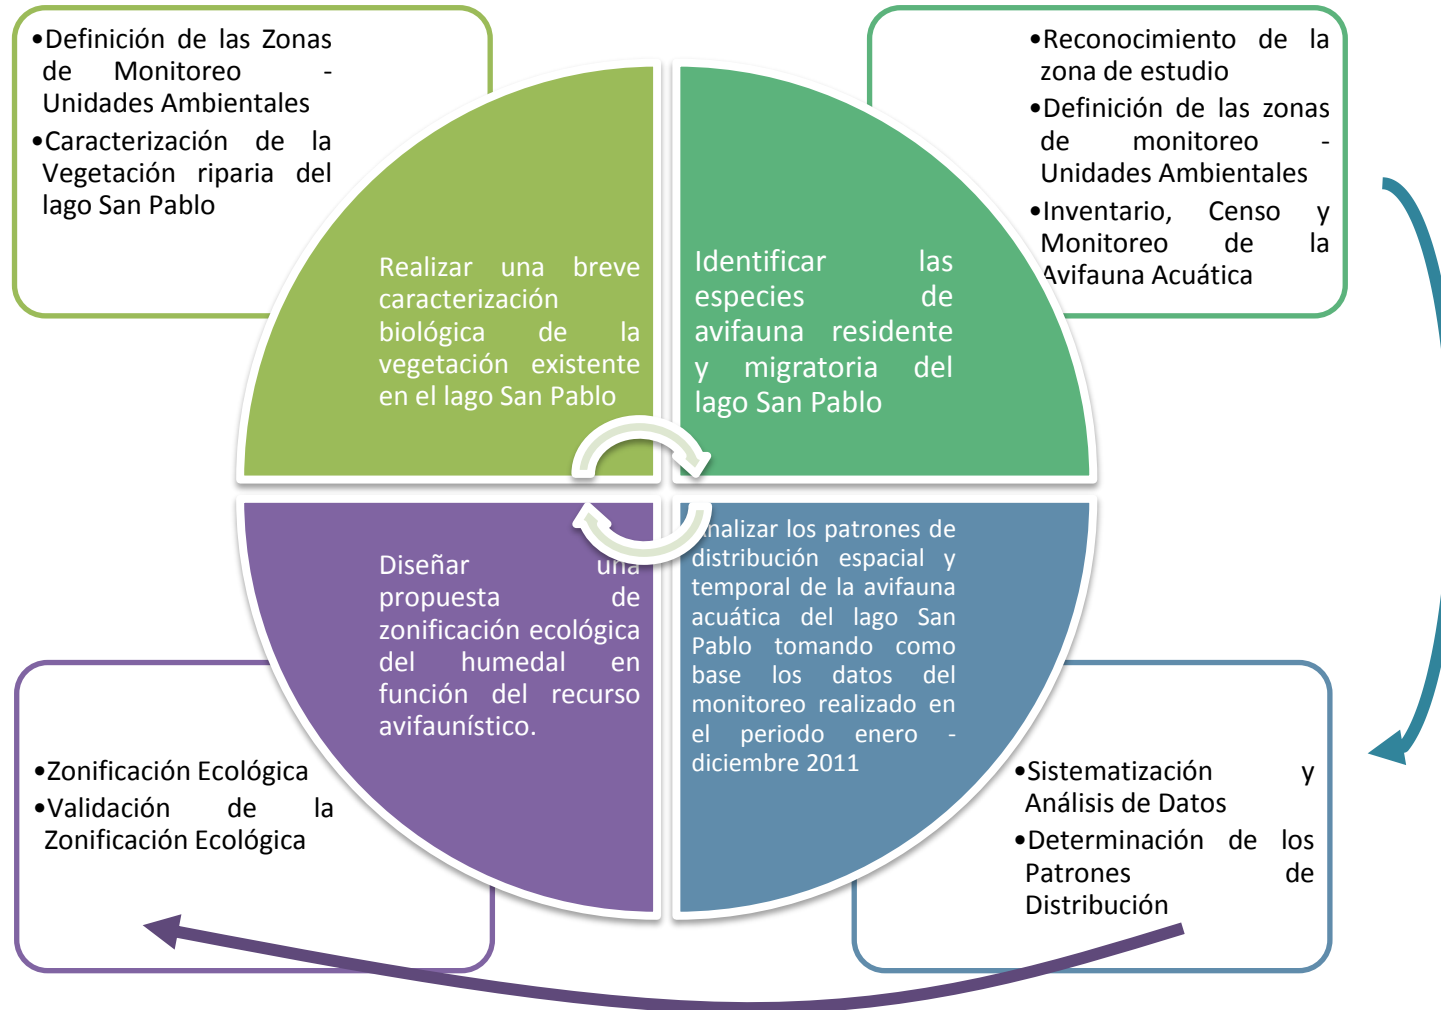 •Definición de las Zonas
de Monitoreo -
Unidades Ambientales
•Caracterización de la
Vegetación riparia del
lago San Pablo
•Reconocimiento de la
zona de estudio
•Definición de las zonas
de monitoreo -
Unidades Ambientales
•Inventario, Censo y
Monitoreo de la
Avifauna Acuática
Realizar una breve
caracterización
biológica de la
vegetación existente
en el lago San Pablo
Identificar las
especies de
avifauna residente
y migratoria del
lago San Pablo
Diseñar una
propuesta de
zonificación ecológica
del humedal en
función del recurso
avifaunístico.
Analizar los patrones de
distribución espacial y
temporal de la avifauna
acuática del lago San
Pablo tomando como
base los datos del
monitoreo realizado en
el periodo enero -
diciembre 2011
•Zonificación Ecológica
•Validación de la
Zonificación Ecológica
•Sistematización y
Análisis de Datos
•Determinación de los
Patrones de
Distribución